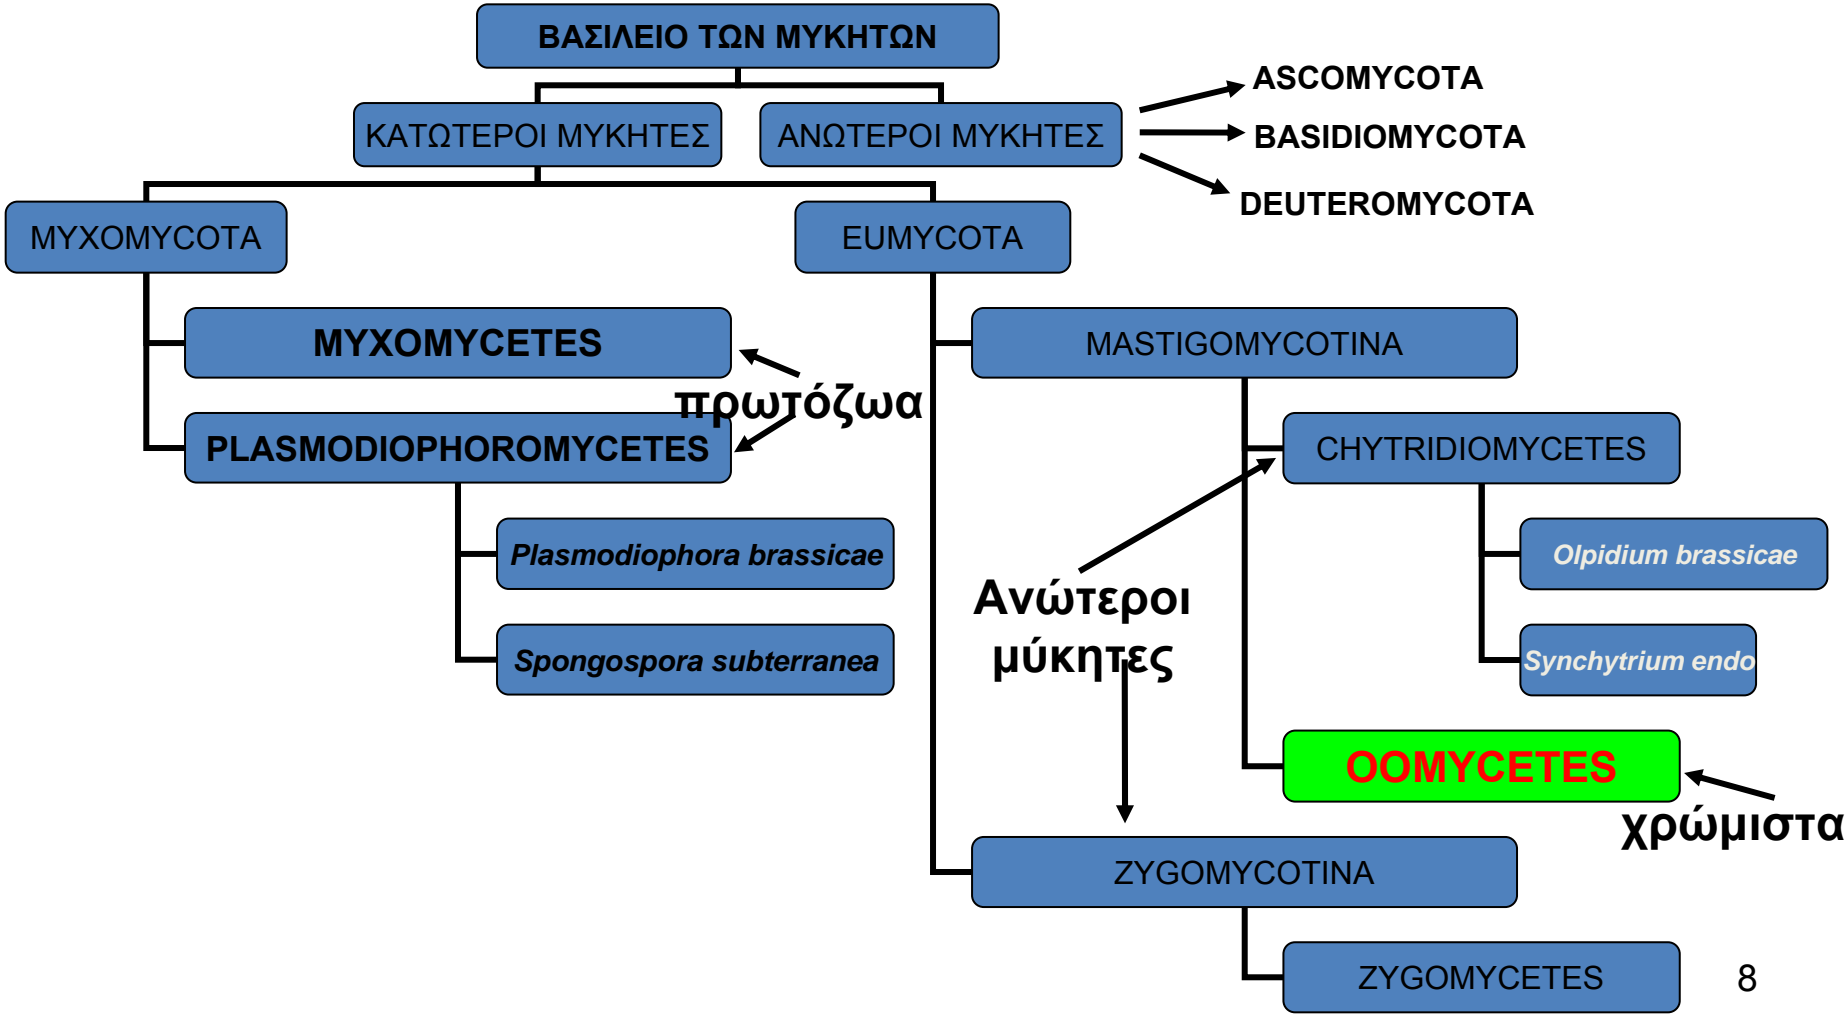 ΒΑΣΙΛΕΙΟ ΤΩΝ ΜΥΚΗΤΩΝ
ΚΑΤΩΤΕΡΟΙ ΜΥΚΗΤΕΣ
ΑΝΩΤΕΡΟΙ ΜΥΚΗΤΕΣ
ASCOMYCOTA
BASIDIOMYCOTA
DEUTEROMYCOTA
MYXOMYCOTA
EUMYCOTA
MYXOMYCETES
MASTIGOMYCOTINA
πρωτόζωα
PLASMODIOPHOROMYCETES
CHYTRIDIOMYCETES
Plasmodiophora brassicae
Olpidium brassicae
Ανώτεροι
μύκητες
Spongospora subterranea
Synchytrium endo
OOMYCETES
χρώμιστα
ZYGOMYCOTINA
ZYGOMYCETES
8